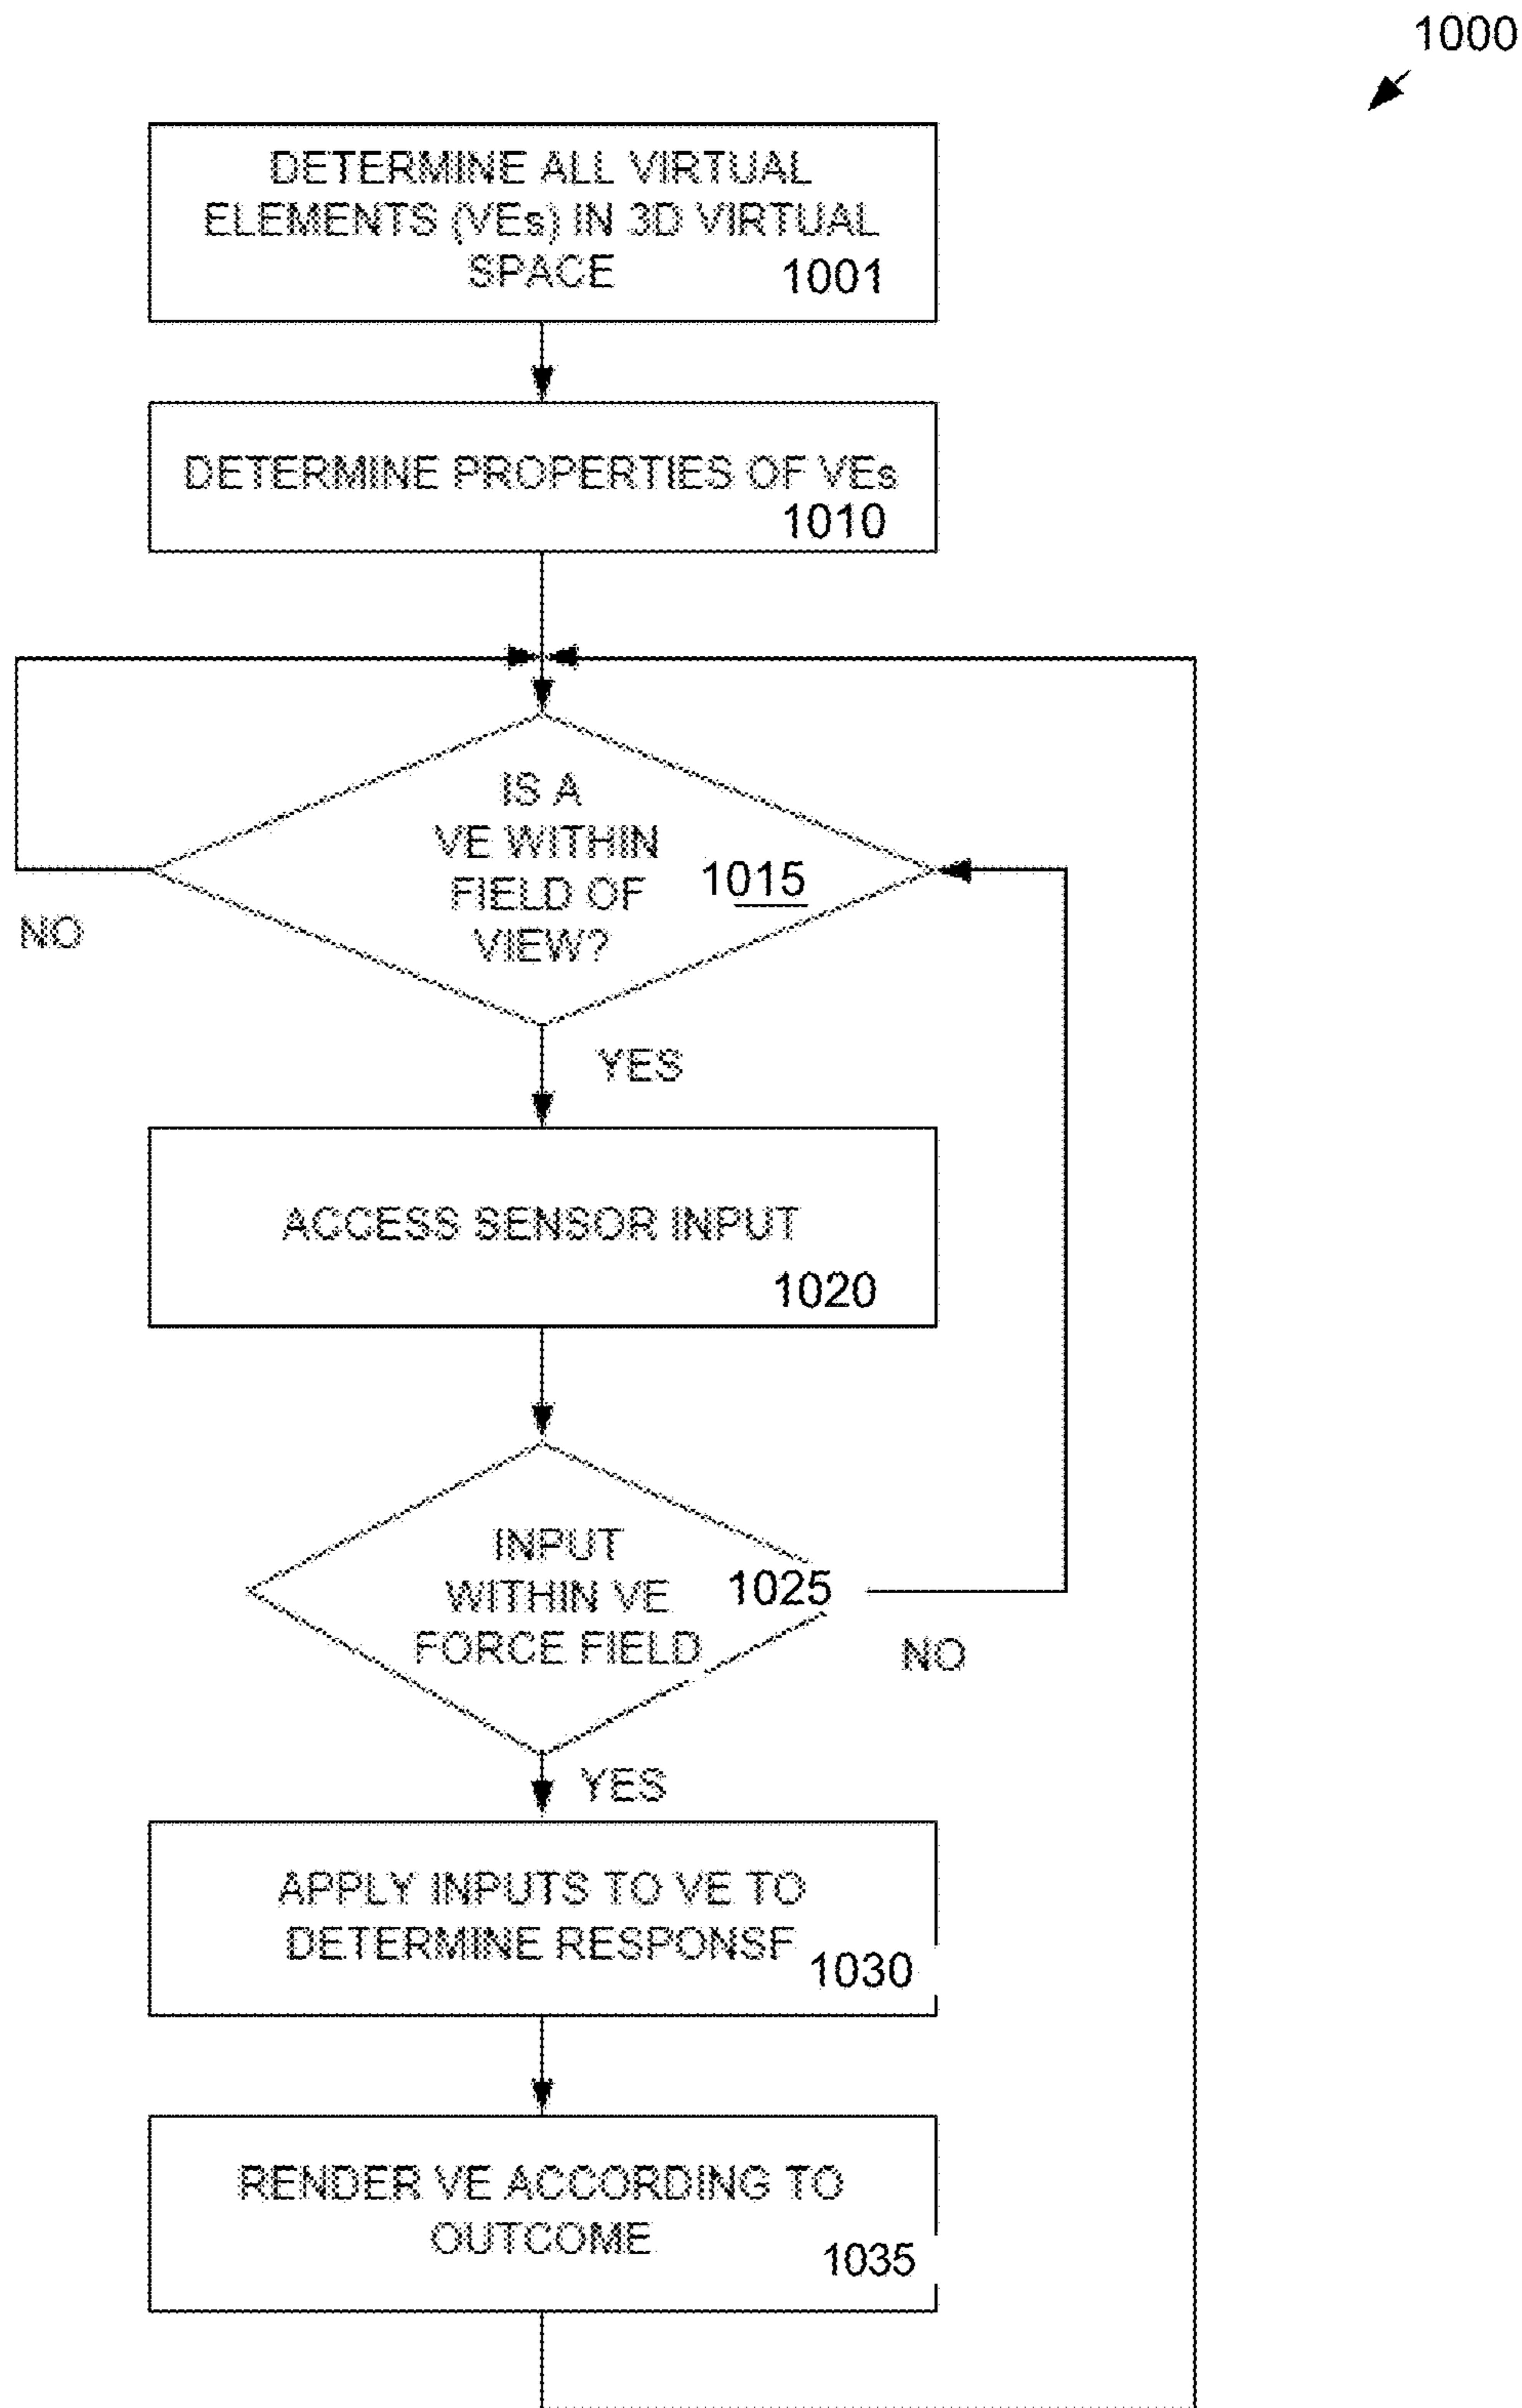 1000
DETERMINE ALL VIRTUAL
ELEMENTS (VEs) IN 3D VIRTUAL
SPACE 1001
DETERMINE PROPERTIES OF VEs
1010
IS A
VE WITHIN
FIELD OF
VIEW?
1015
NO
YES
ACCESS SENSOR INPUT
1020
INPUT
WITHIN VE
FORCE FIELD
1025
NO
YES
APPLY INPUTS TO VE TO
DETERMINE RESPONSE
1030
RENDER VE ACCORDING TO
OUTCOME
1035